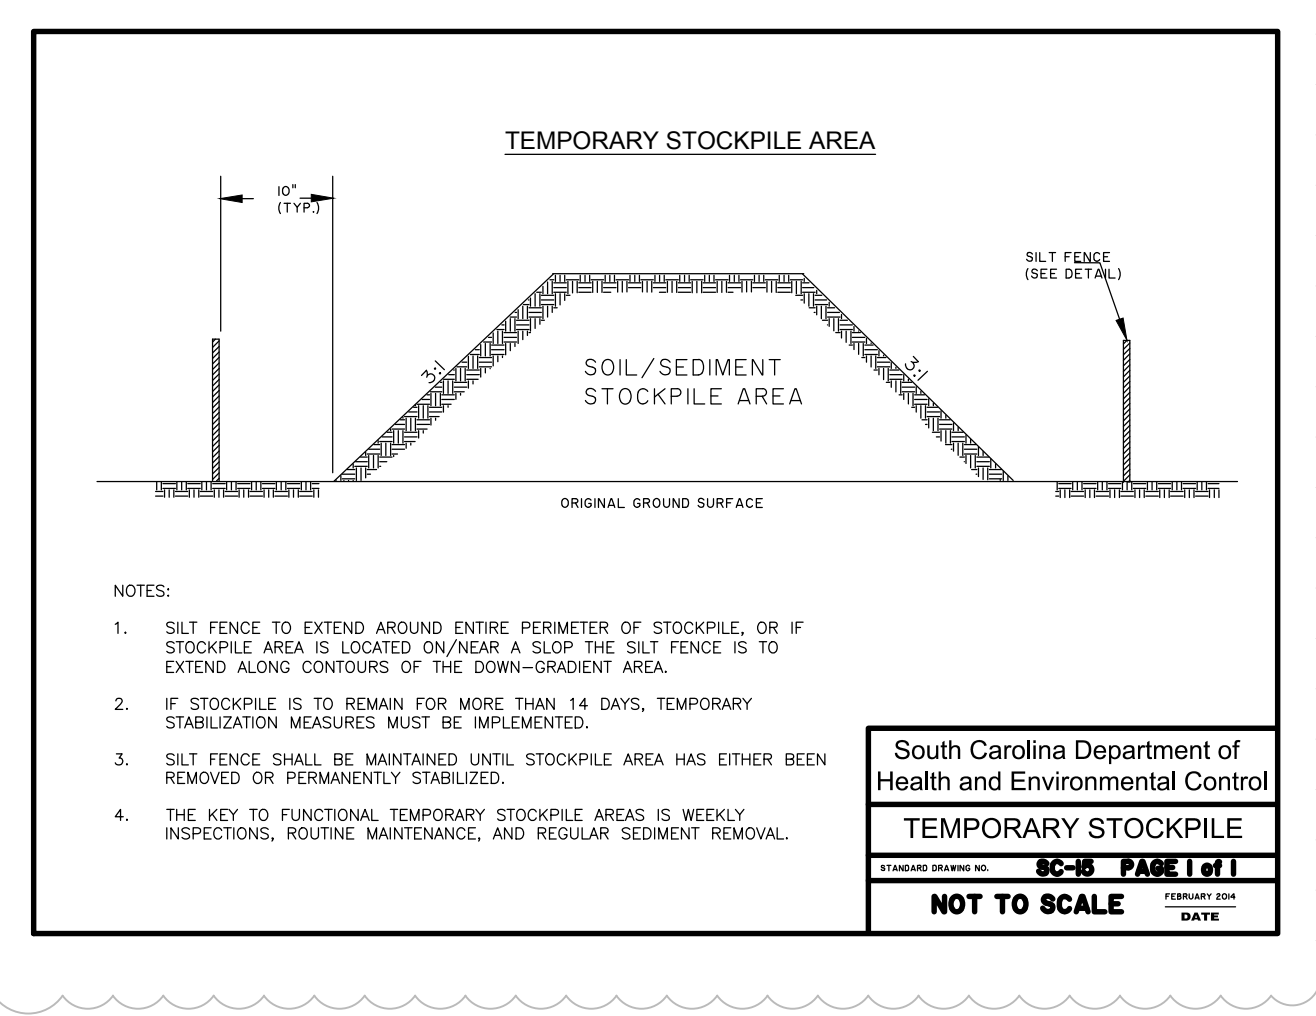 TEMPORARY STOCKPILE AREA
10"
(TYP.)
SILT FENCE
(SEE DETAIL)
3:1
3:1
SOIL/SEDIMENT
STOCKPILE AREA
ORIGINAL GROUND SURFACE
NOTES:
1. SILT FENCE TO EXTEND AROUND ENTIRE PERIMETER OF STOCKPILE, OR IF
STOCKPILE AREA IS LOCATED ON/NEAR A SLOP THE SILT FENCE IS TO
EXTEND ALONG CONTOURS OF THE DOWN-GRADIENT AREA.
2. IF STOCKPILE IS TO REMAIN FOR MORE THAN 14 DAYS, TEMPORARY
STABILIZATION MEASURES MUST BE IMPLEMENTED.
3. SILT FENCE SHALL BE MAINTAINED UNTIL STOCKPILE AREA HAS EITHER BEEN
REMOVED OR PERMANENTLY STABILIZED.
4. THE KEY TO FUNCTIONAL TEMPORARY STOCKPILE AREAS IS WEEKLY
INSPECTIONS, ROUTINE MAINTENANCE, AND REGULAR SEDIMENT REMOVAL.
South Carolina Department of
Health and Environmental Control
TEMPORARY STOCKPILE
STANDARD DRAWING NO. SC-15 PAGE 1 of 1
NOT TO SCALE
FEBRUARY 2014
DATE